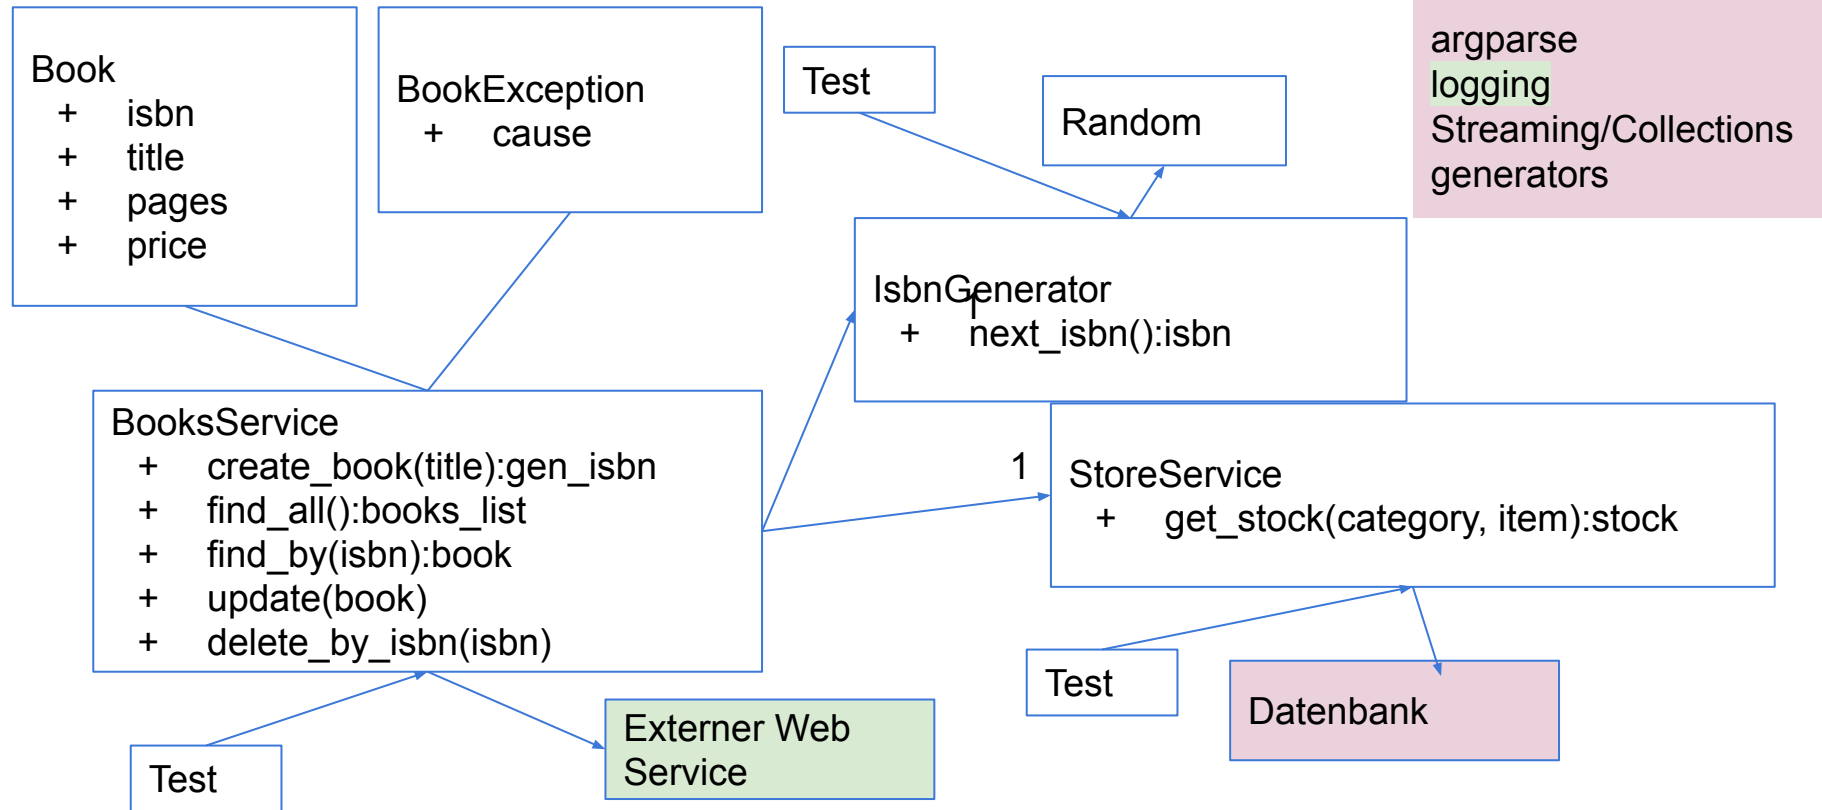 Book
+ isbn
+ title
+ pages
+ price
BookException
+ cause
Test
Random
argparse
logging
Streaming/Collections
generators
IsbnGenerator
1
+ next_isbn():isbn
BooksService
+ create_book(title):gen_isbn
+ find_all():books_list
+ find_by(isbn):book
+ update(book)
+ delete_by_isbn(isbn)
1
StoreService
+ get_stock(category, item):stock
Test
Datenbank
Externer Web
Service
Test